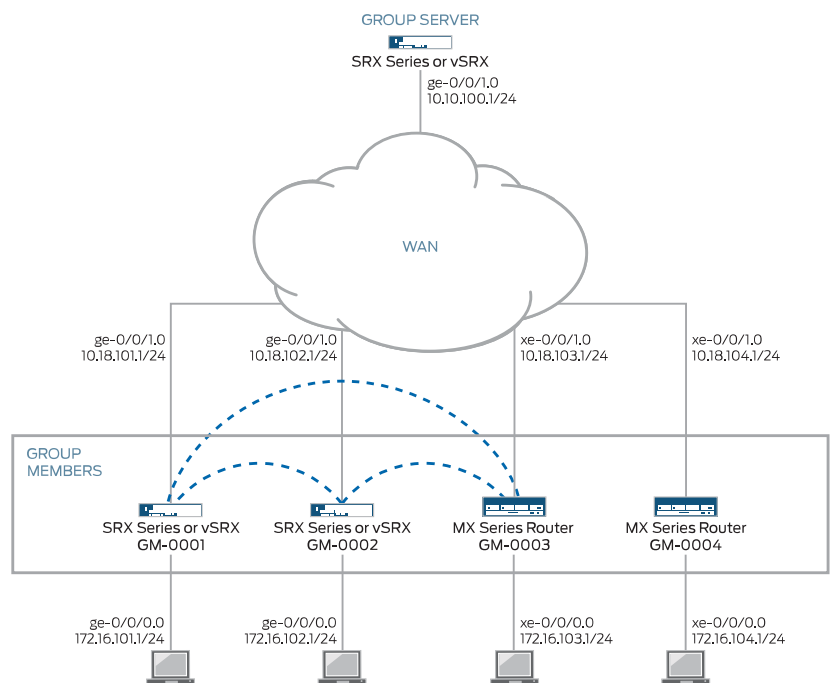 GROUP SERVER
SRX Series or vSRX
ge-0/0/1.0
10.10.100.1/24
WAN
ge-0/0/1.0
10.18.101.1/24
ge-0/0/1.0
10.18.102.1/24
xe-0/0/1.0
10.18.103.1/24
xe-0/0/1.0
10.18.104.1/24
GROUP
MEMBERS
SRX Series or vSRX
GM-0001
SRX Series or vSRX
GM-0002
MX Series Router
GM-0003
MX Series Router
GM-0004
ge-0/0/0.0
172.16.101.1/24
ge-0/0/0.0
172.16.102.1/24
xe-0/0/0.0
172.16.103.1/24
xe-0/0/0.0
172.16.104.1/24